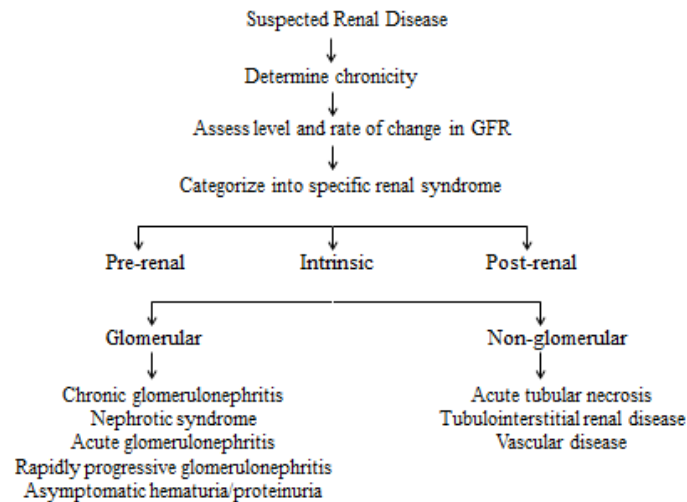 Suspected Renal Disease
Determine chronicity
Assess level and rate of change in GFR
Categorize into specific renal syndrome
Pre-renal Intrinsic Post-renal
Glomerular Non-glomerular
Chronic glomerulonephritis
Nephrotic syndrome
Acute glomerulonephritis
Rapidly progressive glomerulonephritis
Asymptomatic hematuria/proteinuria
Acute tubular necrosis
Tubulointerstitial renal disease
Vascular disease